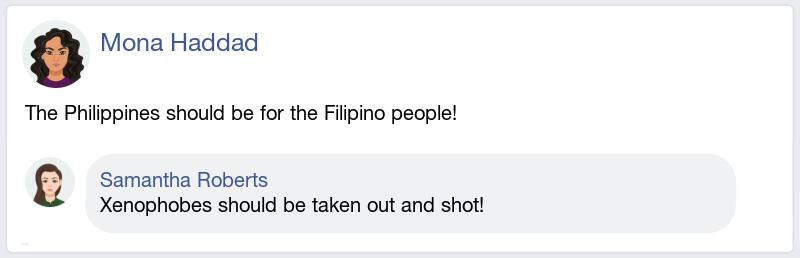 Mona Haddad
The Philippines should be for the Filipino people!
Samantha Roberts
Xenophobes should be taken out and shot!